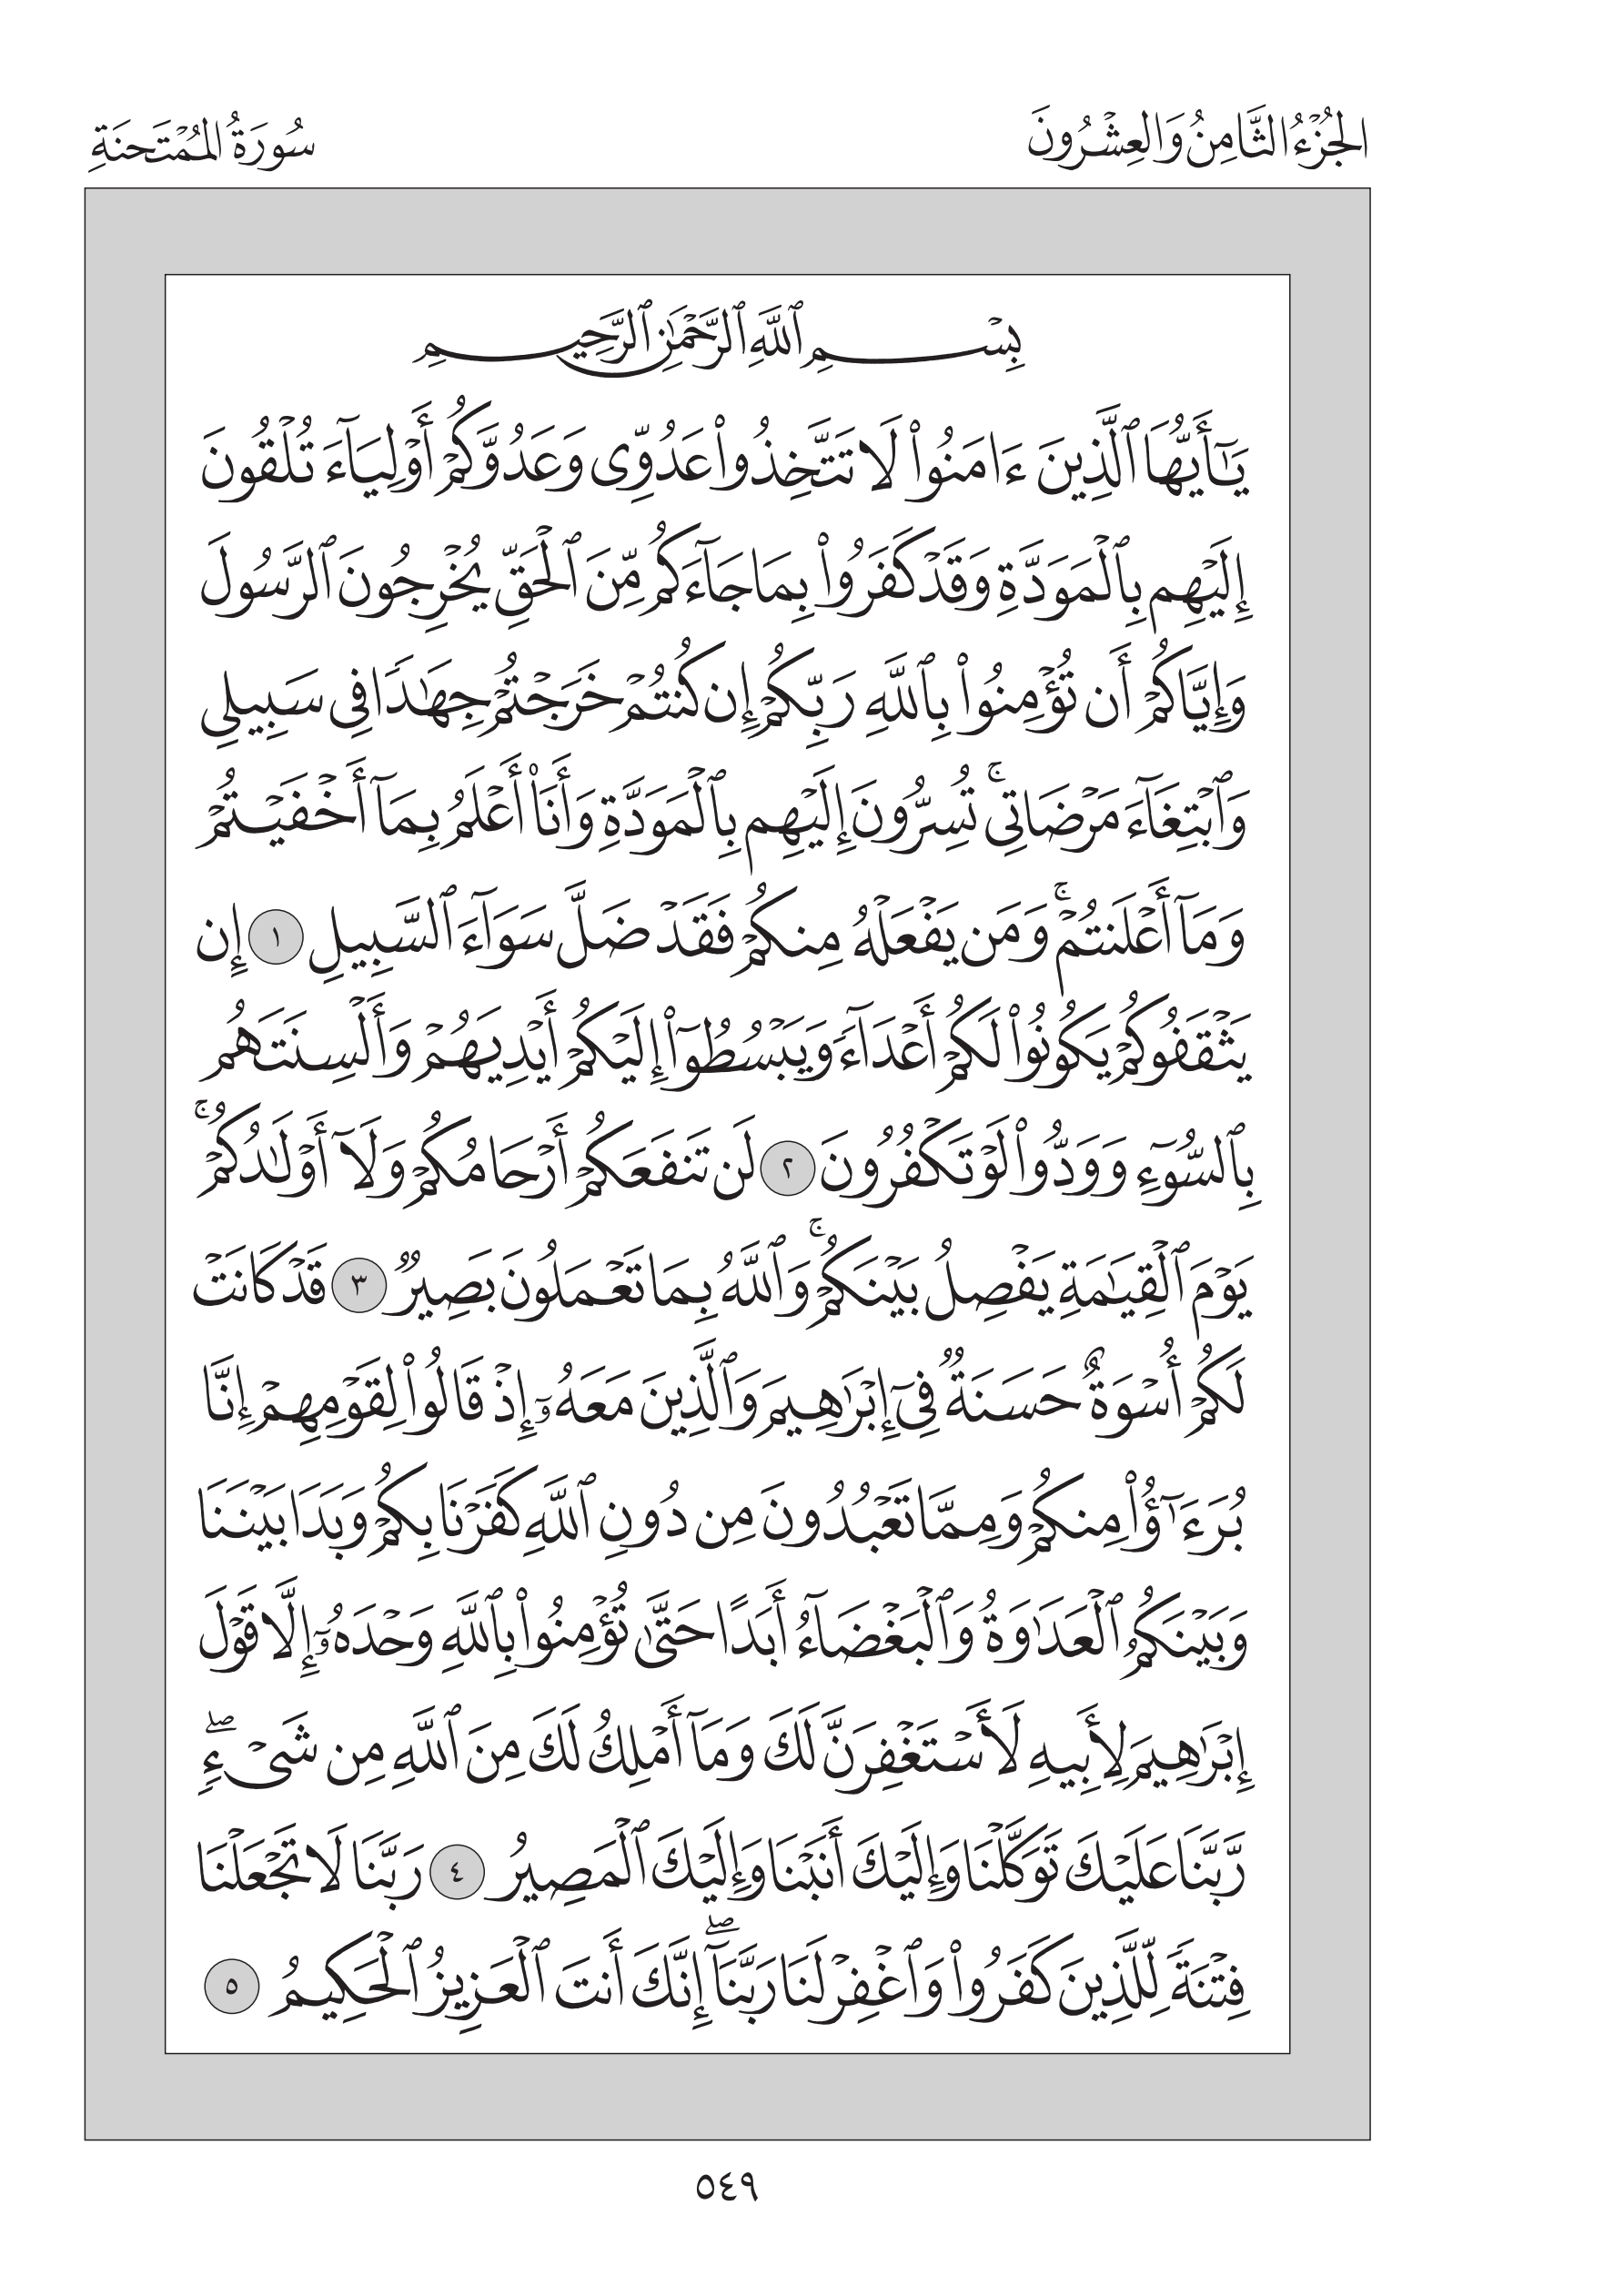 الجُزْءُ الثَّامِنُ وَالعِشْرُونَ
سُورَةُ المُمْتَحنَةِ
بِسْمِ ٱللَّهِ ٱلرَّحْمَٰنِ ٱلرَّحِيمِ
يَٰٓأَيُّهَا ٱلَّذِينَ ءَامَنُوا۟ لَا تَتَّخِذُوا۟ عَدُوِّى وَعَدُوَّكُمْ أَوْلِيَآءَ تُلْقُونَ
إِلَيْهِم بِٱلْمَوَدَّةِ وَقَدْ كَفَرُوا۟ بِمَا جَآءَكُم مِّنَ ٱلْحَقِّ يُخْرِجُونَ ٱلرَّسُولَ
وَإِيَّاكُمْ أَن تُؤْمِنُوا۟ بِٱللَّهِ رَبِّكُمْ إِن كُنتُمْ خَرَجْتُمْ جِهَٰدًا فِى سَبِيلِى
وَٱبْتِغَآءَ مَرْضَاتِى ۚ تُسِرُّونَ إِلَيْهِم بِٱلْمَوَدَّةِ وَأَنَا۠ أَعْلَمُ بِمَآ أَخْفَيْتُمْ
وَمَآ أَعْلَنتُمْ ۚ وَمَن يَفْعَلْهُ مِنكُمْ فَقَدْ ضَلَّ سَوَآءَ ٱلسَّبِيلِ ١ إِن
يَثْقَفُوكُمْ يَكُونُوا۟ لَكُمْ أَعْدَآءً وَيَبْسُطُوٓا۟ إِلَيْكُمْ أَيْدِيَهُمْ وَأَلْسِنَتَهُم
بِٱلسُّوٓءِ وَوَدُّوا۟ لَوْ تَكْفُرُونَ ٢ لَن تَنفَعَكُمْ أَرْحَامُكُمْ وَلَآ أَوْلَٰدُكُمْ ۚ
يَوْمَ ٱلْقِيَٰمَةِ يَفْصِلُ بَيْنَكُمْ ۚ وَٱللَّهُ بِمَا تَعْمَلُونَ بَصِيرٌ ٣ قَدْ كَانَتْ
لَكُمْ أُسْوَةٌ حَسَنَةٌ فِىٓ إِبْرَٰهِيمَ وَٱلَّذِينَ مَعَهُۥٓ إِذْ قَالُوا۟ لِقَوْمِهِمْ إِنَّا
بُرَءَٰٓؤُا۟ مِنكُمْ وَمِمَّا تَعْبُدُونَ مِن دُونِ ٱللَّهِ كَفَرْنَا بِكُمْ وَبَدَا بَيْنَنَا
وَبَيْنَكُمُ ٱلْعَدَٰوَةُ وَٱلْبَغْضَآءُ أَبَدًا حَتَّىٰ تُؤْمِنُوا۟ بِٱللَّهِ وَحْدَهُۥٓ إِلَّا قَوْلَ
إِبْرَٰهِيمَ لِأَبِيهِ لَأَسْتَغْفِرَنَّ لَكَ وَمَآ أَمْلِكُ لَكَ مِنَ ٱللَّهِ مِن شَىْءٍ ۖ
رَّبَّنَا عَلَيْكَ تَوَكَّلْنَا وَإِلَيْكَ أَنَبْنَا وَإِلَيْكَ ٱلْمَصِيرُ ٤ رَبَّنَا لَا تَجْعَلْنَا
فِتْنَةً لِّلَّذِينَ كَفَرُوا۟ وَٱغْفِرْ لَنَا رَبَّنَآ ۖ إِنَّكَ أَنتَ ٱلْعَزِيزُ ٱلْحَكِيمُ ٥
٥٤٩